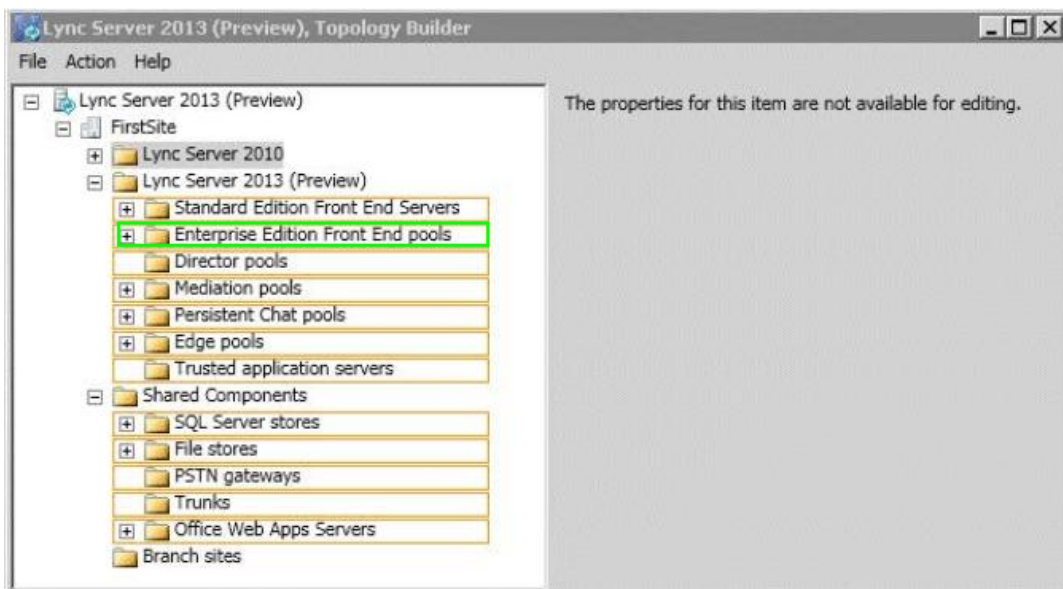 Lync Server 2013 (Preview), Topology Builder
File Action Help
Lync Server 2013 (Preview)
The properties for this item are not available for editing.
FirstSite
Lync Server 2010
Lync Server 2013 (Preview)
Standard Edition Front End Servers
Enterprise Edition Front End pools
Director pools
Mediation pools
Persistent Chat pools
Edge pools
Trusted application servers
Shared Components
SQL Server stores
File stores
PSTN gateways
Trunks
Office Web Apps Servers
Branch sites